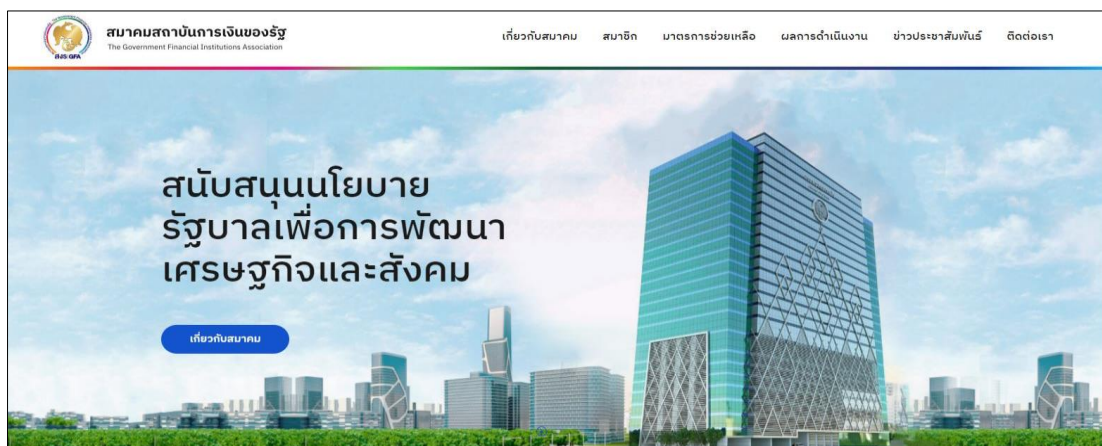 สมาคมสถาบันการเงินของรัฐ
The Government Financial Institutions Association
สงร:GFA
เกี่ยวกับสมาคม สมาชิก มาตรการช่วยเหลือ ผลการดำเนินงาน ข่าวประชาสัมพันธ์ ติดต่อเรา
สนับสนุนนโยบาย
รัฐบาลเพื่อการพัฒนา
เศรษฐกิจและสังคม
เกี่ยวกับสมาคม